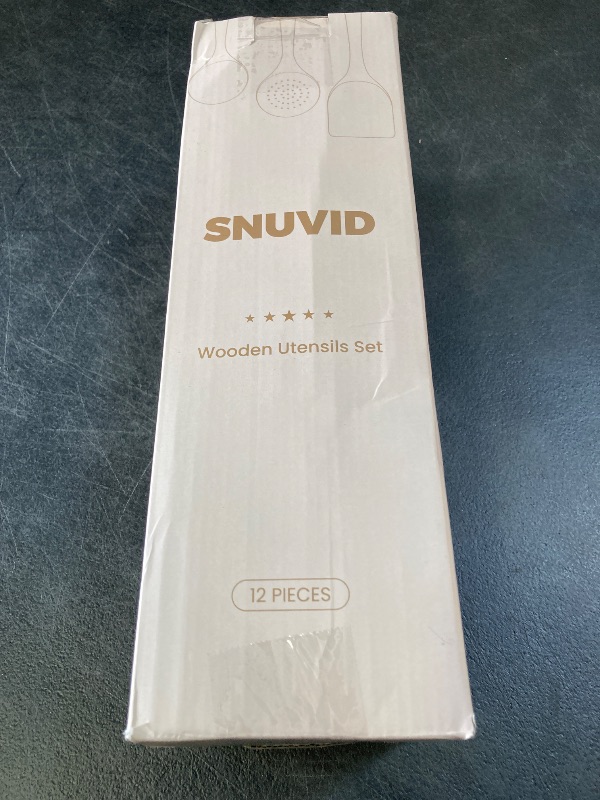 SNUVID
★ ★ ★ ★ ★
Wooden Utensils Set
12 PIECES